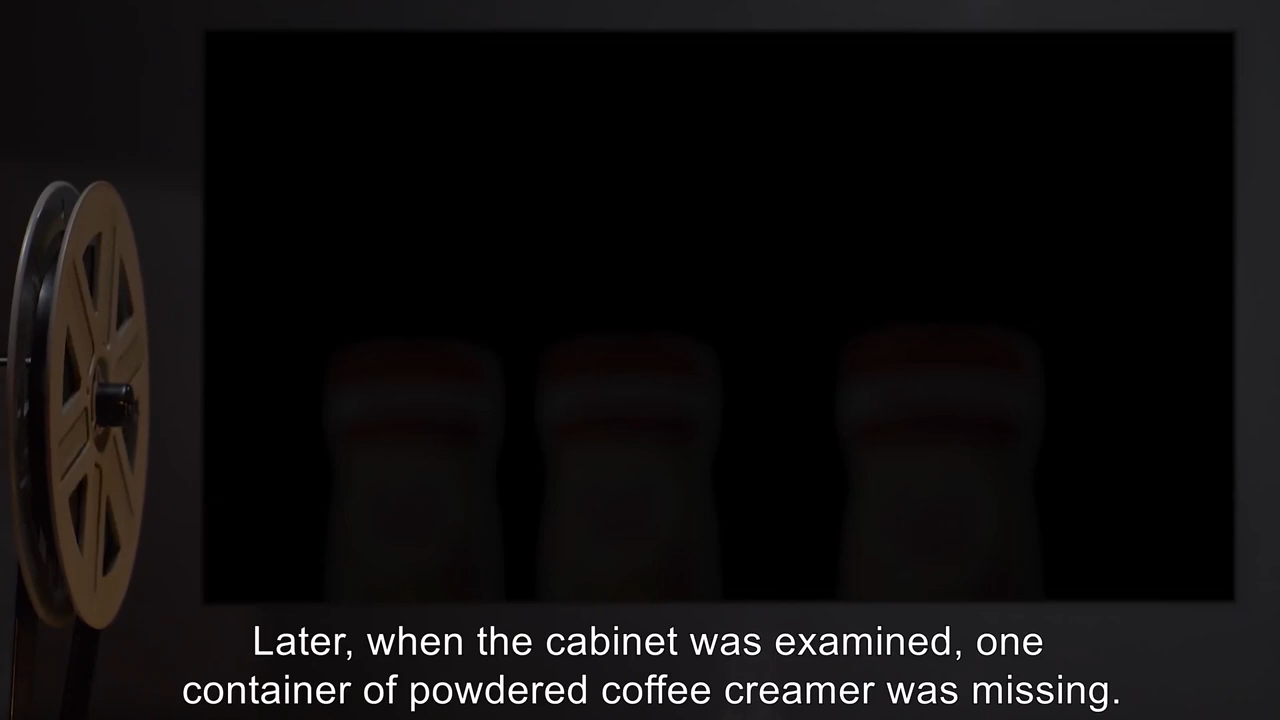 Later, when the cabinet was examined, one
container of powdered coffee creamer was missing.